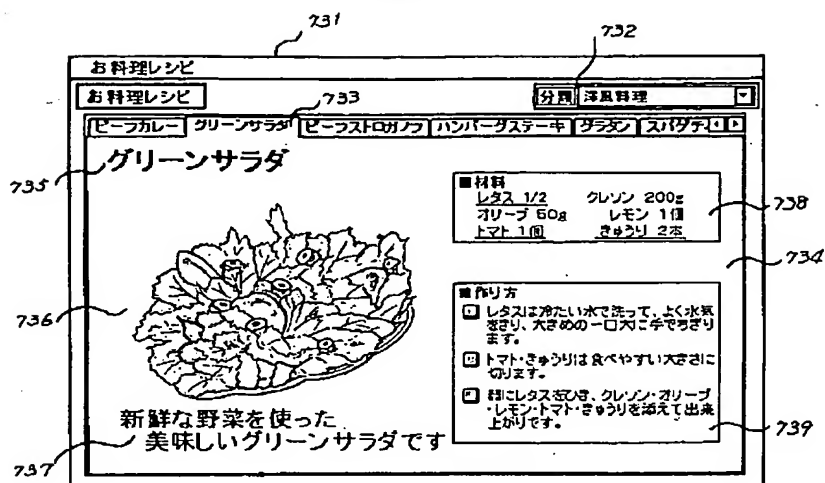 731
732
お料理レシピ
お料理レシピ
分類 洋風料理
733
ビーフカレー グリーンサラダ ビーフストロガノフ ハンバーグステーキ グラタン スパゲティ
735
グリーンサラダ
■材料
レタス 1/2 クレソン 200g
オリーブ 50g レモン 1個
トマト 1個 きゅうり 2本
738
734
736
■作り方
レタスは冷たい水で洗って、よく水気
をきり、大きめの一口大に手でちぎり
ます。
トマト・きゅうりは食べやすい大きさに
切ります。
器にレタスをひき、クレソン・オリーブ
・レモン・トマト・きゅうりを添えて出来
上がりです。
739
新鮮な野菜を使った
美味しいグリーンサラダです
737